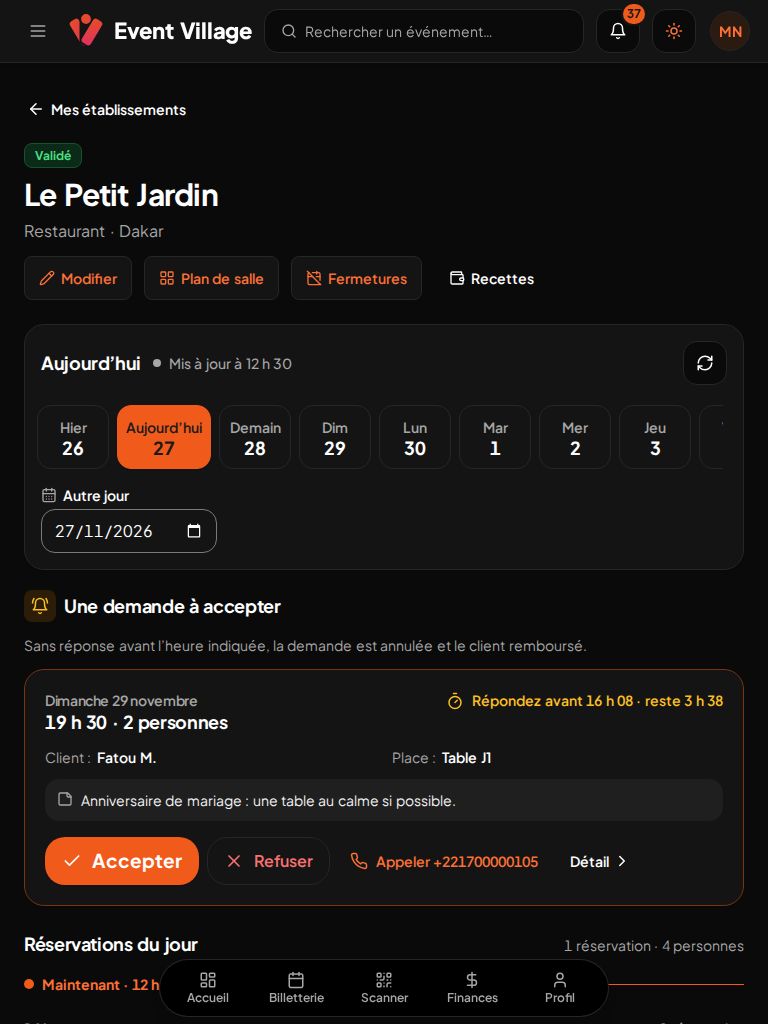 Event Village
Rechercher un événement…
37
MN
Mes établissements
Validé
Le Petit Jardin
Restaurant · Dakar
Modifier
Plan de salle
Fermetures
Recettes
Aujourd’hui
Mis à jour à 12 h 30
Hier
26
Aujourd’hui
27
Demain
28
Dim
29
Lun
30
Mar
1
Mer
2
Jeu
3
Autre jour
27/11/2026
Une demande à accepter
Sans réponse avant l’heure indiquée, la demande est annulée et le client remboursé.
Dimanche 29 novembre
Répondez avant 16 h 08 · reste 3 h 38
19 h 30 · 2 personnes
Client : Fatou M.
Place : Table J1
Anniversaire de mariage : une table au calme si possible.
Accepter
Refuser
Appeler +221700000105
Détail
Réservations du jour
1 réservation · 4 personnes
Maintenant · 12 h
Accueil
Billetterie
Scanner
Finances
Profil